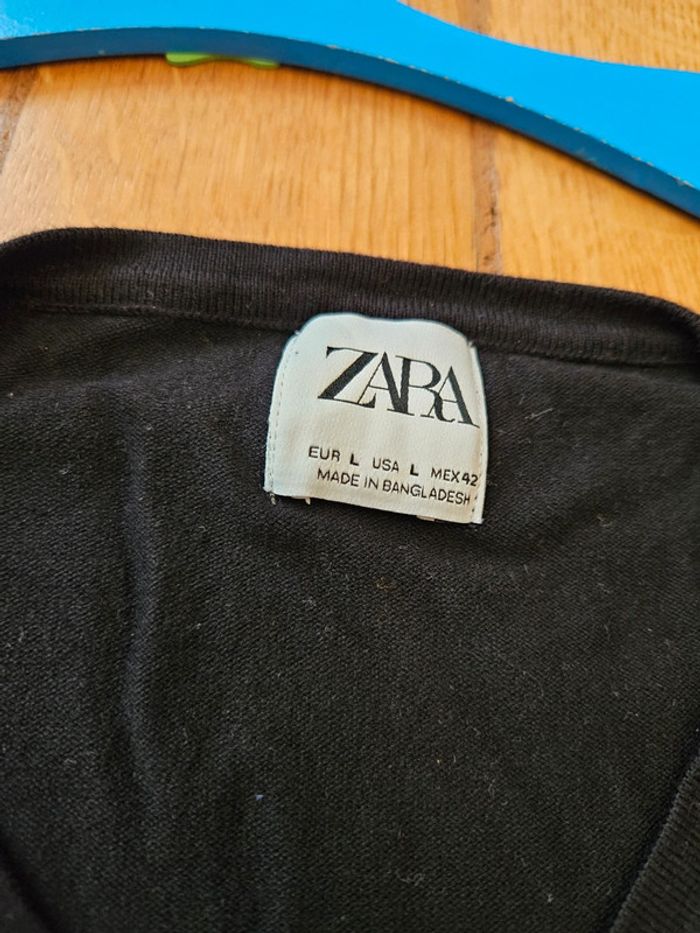 ZARA
EUR L USA L MEX 42
MADE IN BANGLADESH